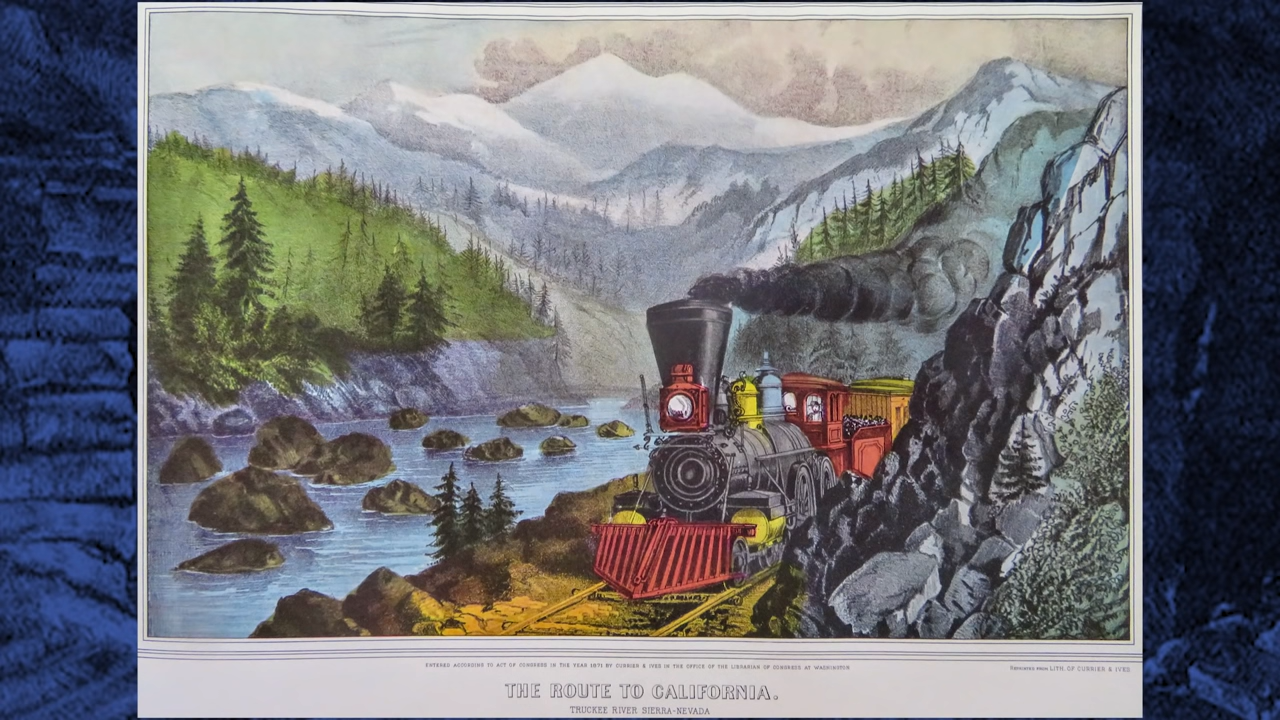 ENTERED ACCORDING TO ACT OF CONGRESS IN THE YEAR 1871 BY CURRIER & IVES IN THE OFFICE OF THE LIBRARIAN OF CONGRESS AT WASHINGTON
LITH. OF CURRIER & IVES
THE ROUTE TO CALIFORNIA.
TRUCKEE RIVER SIERRA-NEVADA